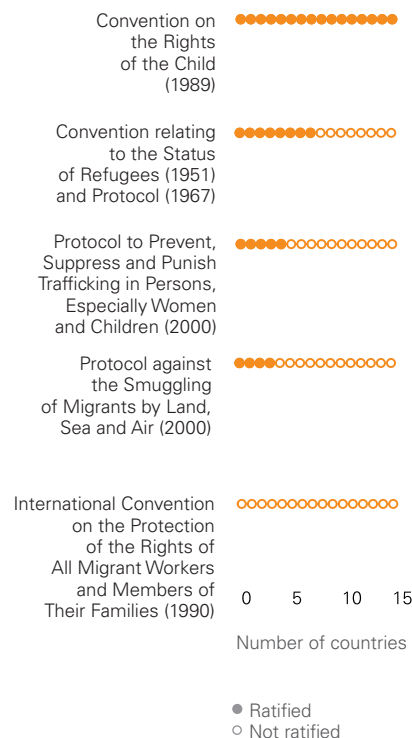 Convention on
the Rights
of the Child
(1989)
Convention relating
to the Status
of Refugees (1951)
and Protocol (1967)
Protocol to Prevent,
Suppress and Punish
Trafficking in Persons,
Especially Women
and Children (2000)
Protocol against
the Smuggling
of Migrants by Land,
Sea and Air (2000)
International Convention
on the Protection
of the Rights of
All Migrant Workers
and Members of
Their Families (1990)
0 5 10 15
Number of countries
Ratified
Not ratified